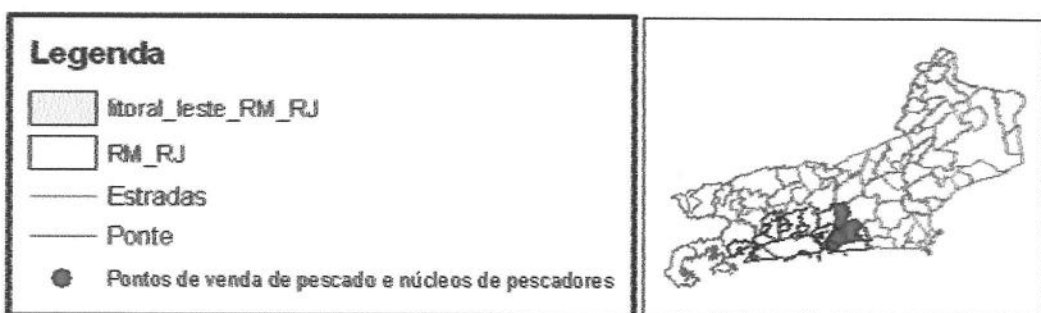 Legenda
litoral_leste_RM_RJ
RM_RJ
Estradas
Ponte
Pontos de venda de pescado e núcleos de pescadores